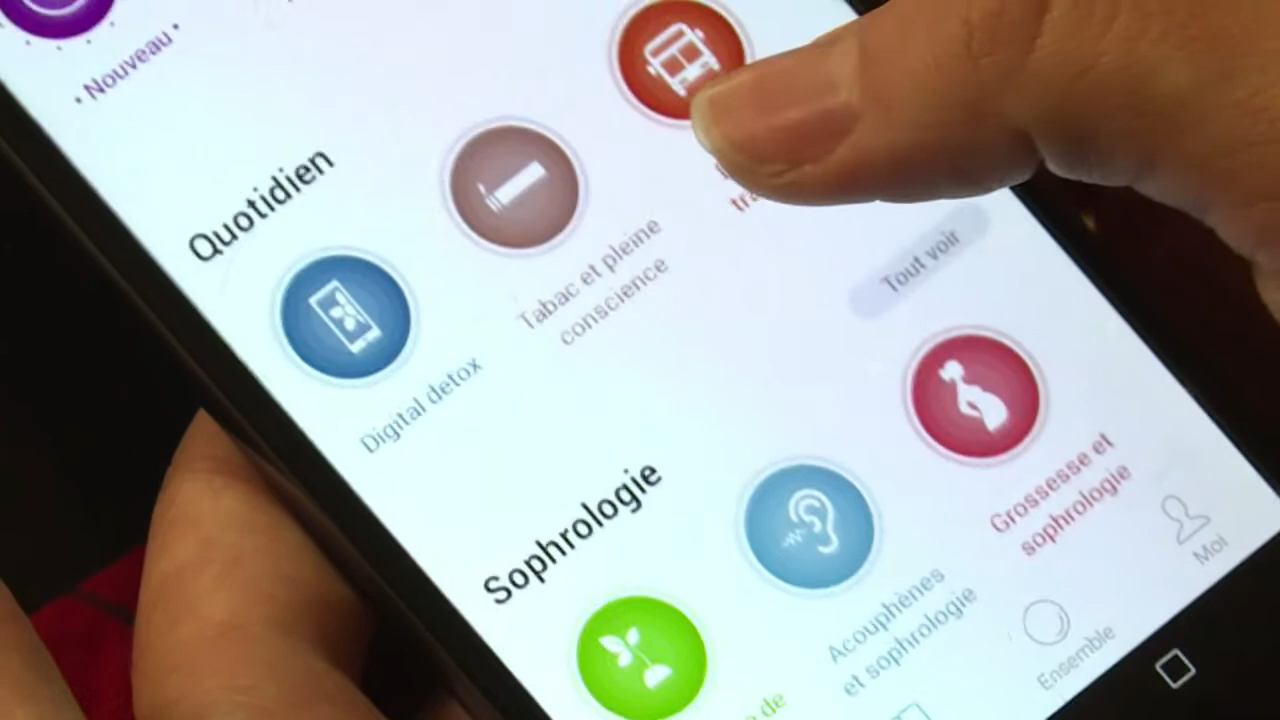 • Nouveau •
Quotidien
Digital detox
Tabac et pleine
conscience
Tout voir
Sophrologie
Acouphènes
et sophrologie
Grossesse et
sophrologie
de
Ensemble
Moi